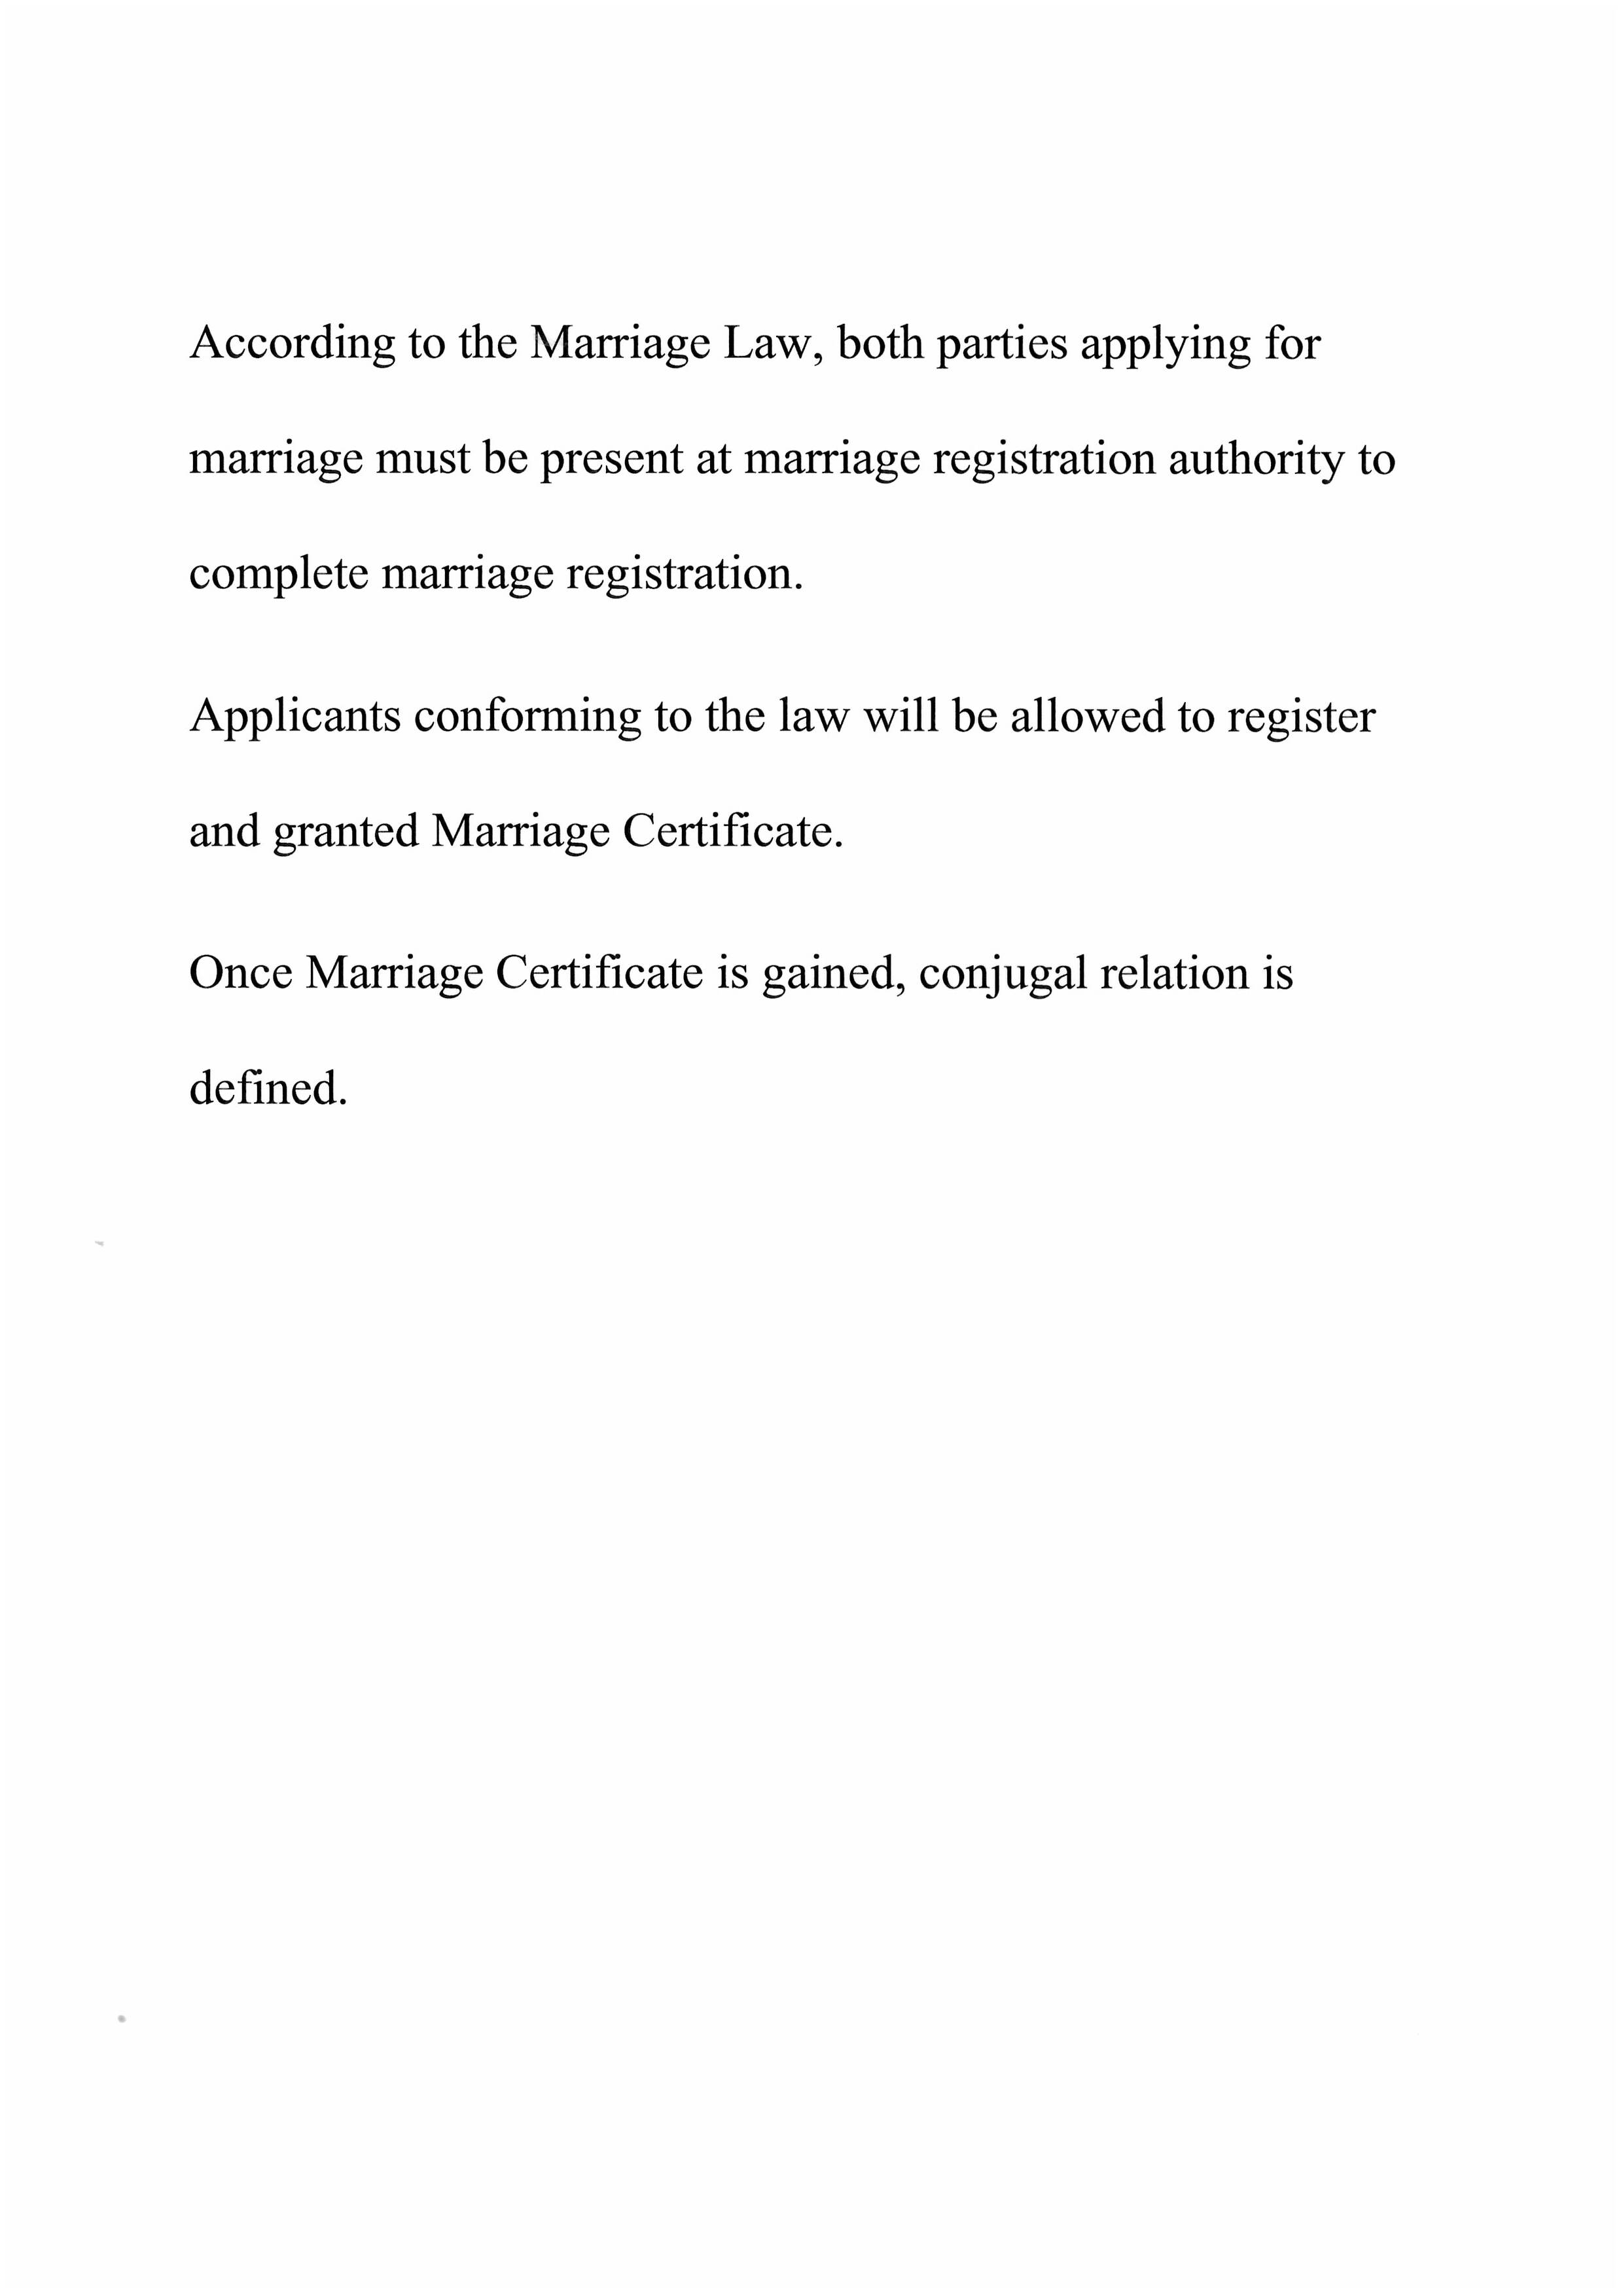 According to the Marriage Law, both parties applying for
marriage must be present at marriage registration authority to
complete marriage registration.
Applicants conforming to the law will be allowed to register
and granted Marriage Certificate.
Once Marriage Certificate is gained, conjugal relation is
defined.